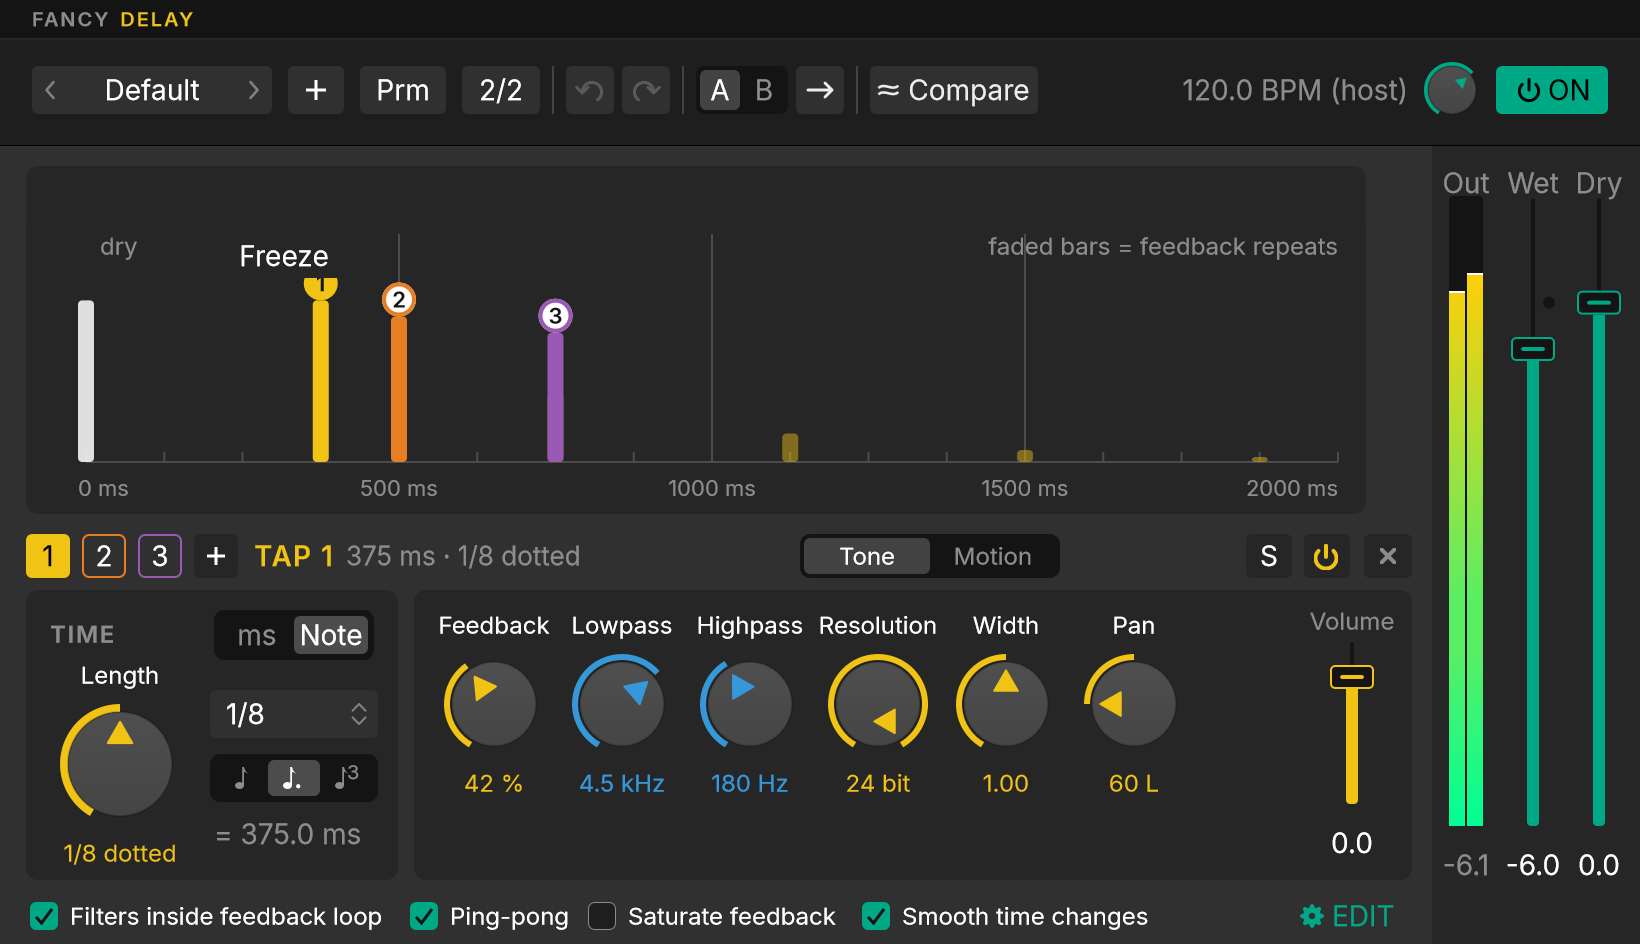 FANCY DELAY
Default + Prm 2/2 A B → ≈ Compare 120.0 BPM (host) ON
Out Wet Dry
dry Freeze faded bars = feedback repeats
1 2 3
0 ms 500 ms 1000 ms 1500 ms 2000 ms
1 2 3 + TAP 1 375 ms · 1/8 dotted Tone Motion S ×
TIME ms Note
Feedback Lowpass Highpass Resolution Width Pan Volume
Length
1/8
3
42 % 4.5 kHz 180 Hz 24 bit 1.00 60 L
= 375.0 ms
1/8 dotted
0.0
-6.1 -6.0 0.0
Filters inside feedback loop Ping-pong Saturate feedback Smooth time changes EDIT